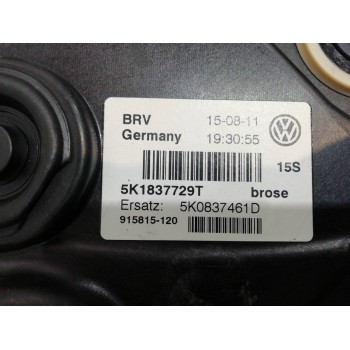 BRV 15-08-11
Germany 19:30:55
15S
5K1837729T brose
Ersatz: 5K0837461D
915815-120